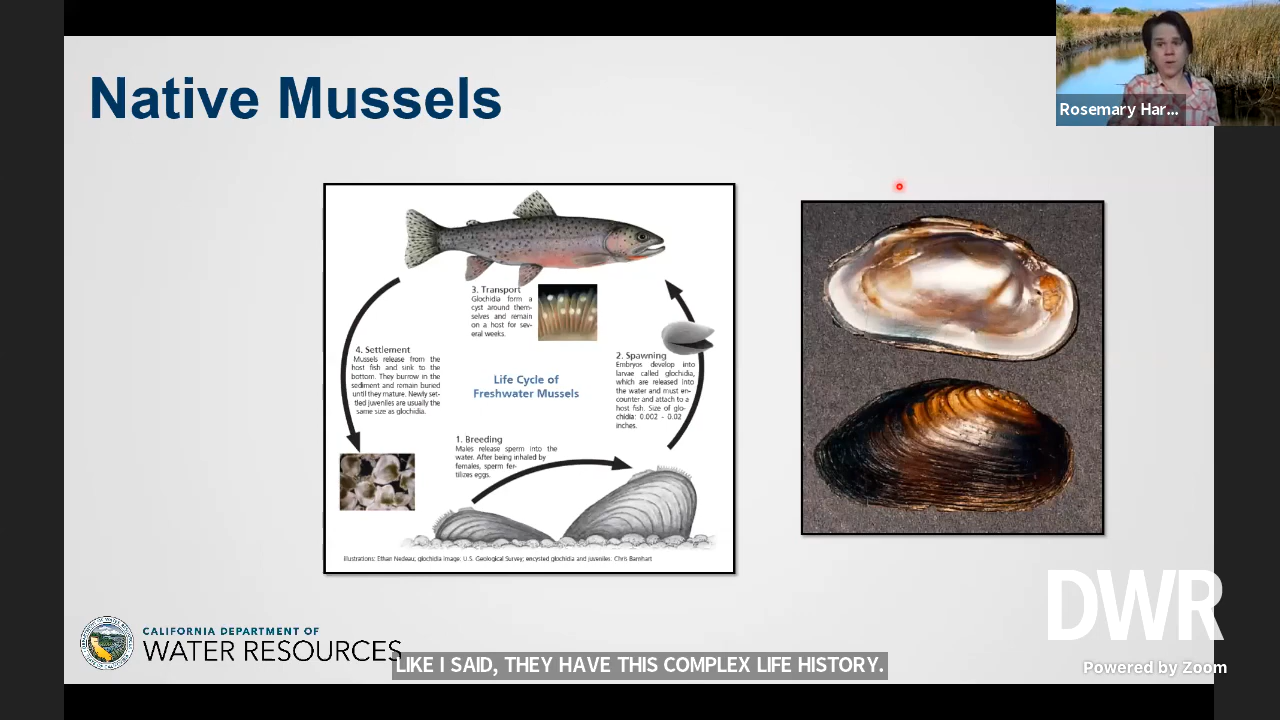 Native Mussels
Rosemary Har...
3. Transport
Glochidia form a
cyst around them-
selves and remain
on a host for sev-
eral weeks.
4. Settlement
Mussels release from the
host fish and sink to the
bottom. They burrow in the
sediment and remain buried
until they mature. Newly set-
tled juveniles are usually the
same size as glochidia.
Life Cycle of
Freshwater Mussels
2. Spawning
Embryos develop into
larvae called glochidia,
which are released into
the water and must en-
counter and attach to a
host fish. Size of glo-
chidia: 0.002 - 0.02
inches.
1. Breeding
Males release sperm into the
water. After being inhaled by
females, sperm fer-
tilizes eggs.
Illustrations: Ethan Nedeau; glochidia image, U.S. Geological Survey; encysted glochidia and juveniles, Chris Barnhart
CALIFORNIA DEPARTMENT OF
WATER RESOURCES
LIKE I SAID, THEY HAVE THIS COMPLEX LIFE HISTORY.
DWR
Powered by Zoom